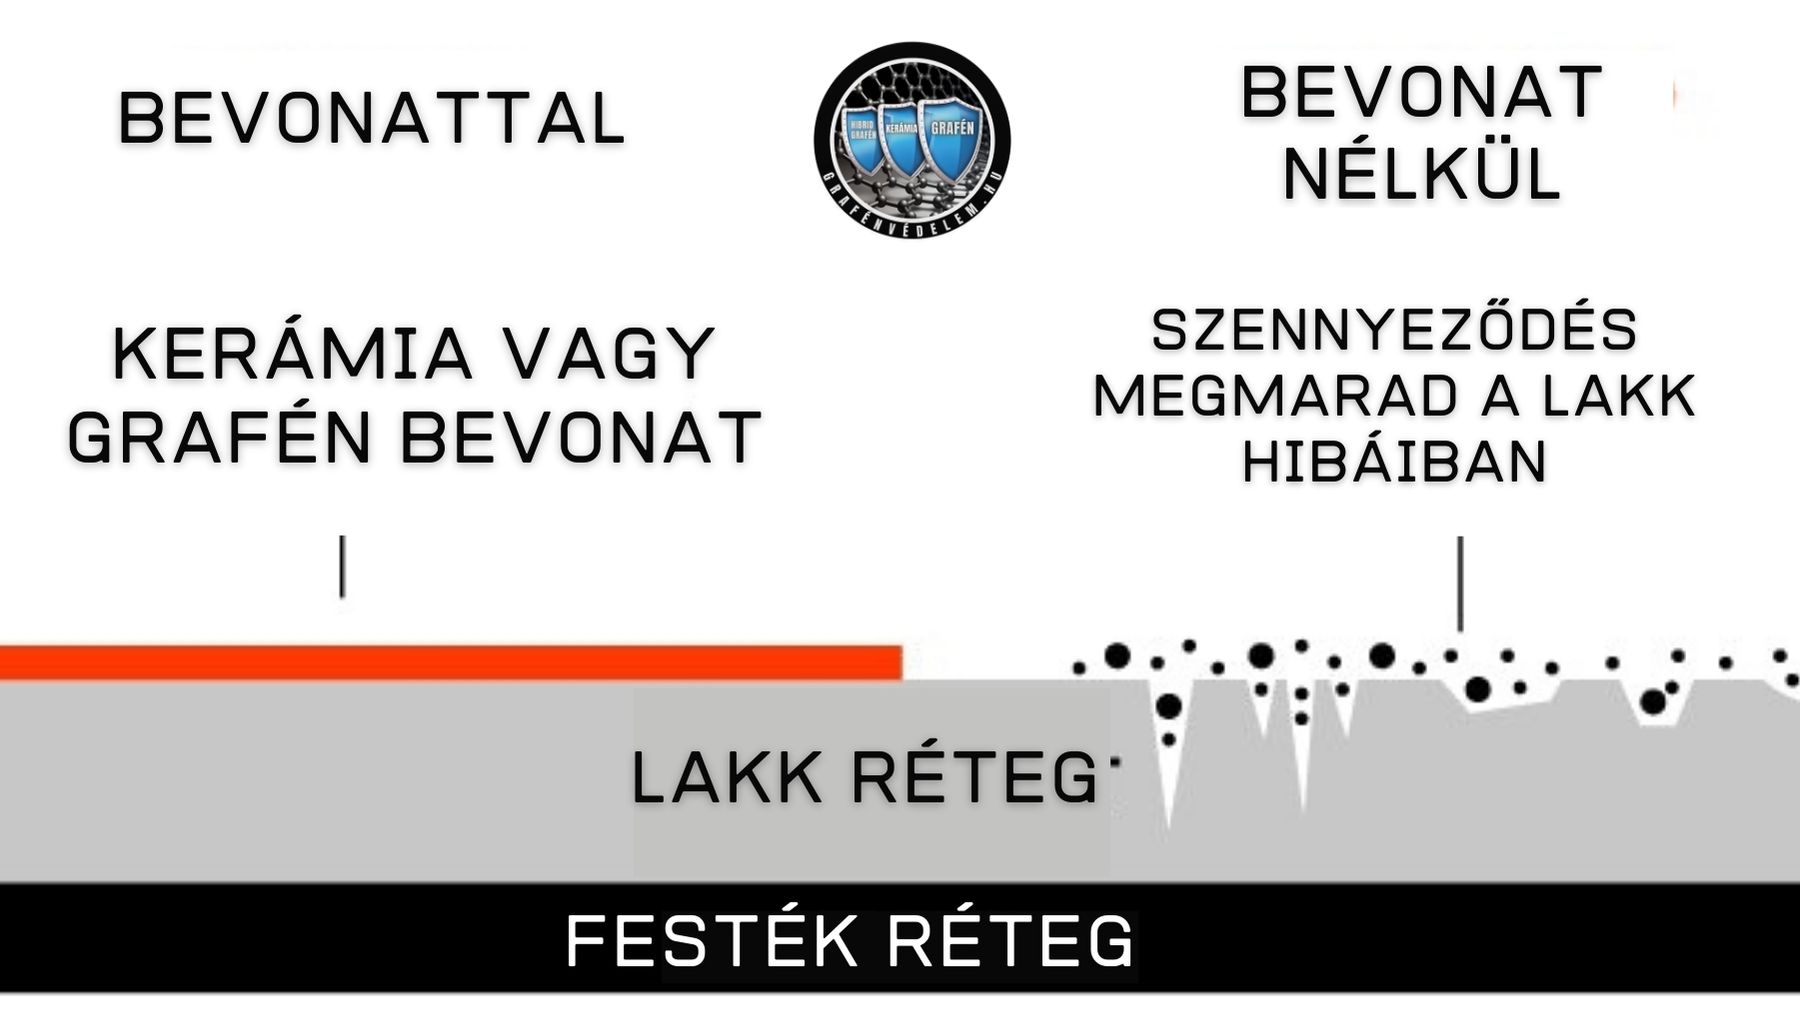 BEVONATTAL
HIBRID
GRAFÉN
KERÁMIA
GRAFÉN
GRAFÉNVÉDELEM.HU
BEVONAT
NÉLKÜL
KERÁMIA VAGY
GRAFÉN BEVONAT
SZENNYEZŐDÉS
MEGMARAD A LAKK
HIBÁIBAN
LAKK RÉTEG
FESTÉK RÉTEG